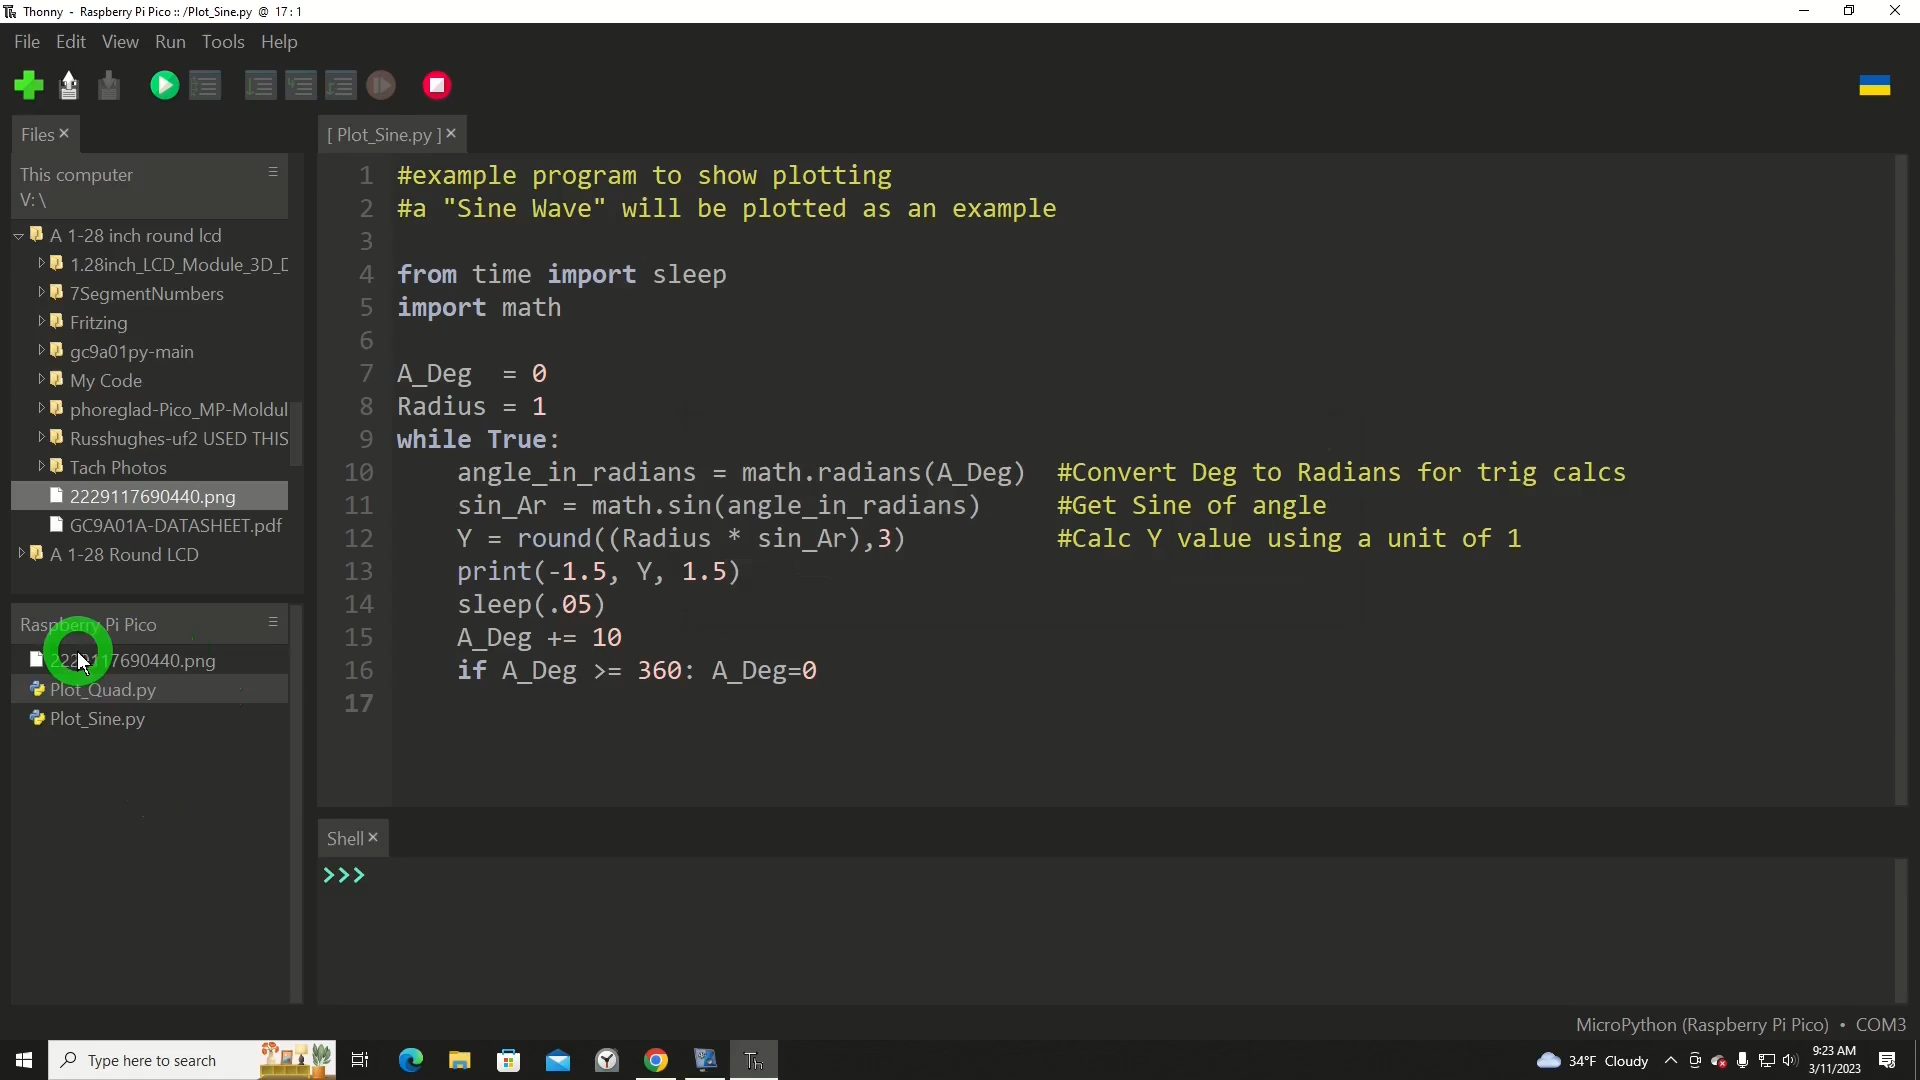 Thonny - Raspberry Pi Pico :: /Plot_Sine.py @ 17 : 1
File Edit View Run Tools Help
Files
This computer
V: \
A 1-28 inch round lcd
1.28inch_LCD_Module_3D_D
7SegmentNumbers
Fritzing
gc9a01py-main
My Code
phoreglad-Pico_MP-Moldul
Russhughes-uf2 USED THIS
Tach Photos
2229117690440.png
GC9A01A-DATASHEET.pdf
A 1-28 Round LCD
Raspberry Pi Pico
2229117690440.png
Plot_Quad.py
Plot_Sine.py
[ Plot_Sine.py ]
1 #example program to show plotting
2 #a "Sine Wave" will be plotted as an example
3
4 from time import sleep
5 import math
6
7 A_Deg = 0
8 Radius = 1
9 while True:
10 angle_in_radians = math.radians(A_Deg) #Convert Deg to Radians for trig calcs
11 sin_Ar = math.sin(angle_in_radians) #Get Sine of angle
12 Y = round((Radius * sin_Ar),3) #Calc Y value using a unit of 1
13 print(-1.5, Y, 1.5)
14 sleep(.05)
15 A_Deg += 10
16 if A_Deg >= 360: A_Deg=0
17
Shell
>>>
MicroPython (Raspberry Pi Pico) • COM3
Type here to search
Th
34°F Cloudy
9:23 AM
3/11/2023